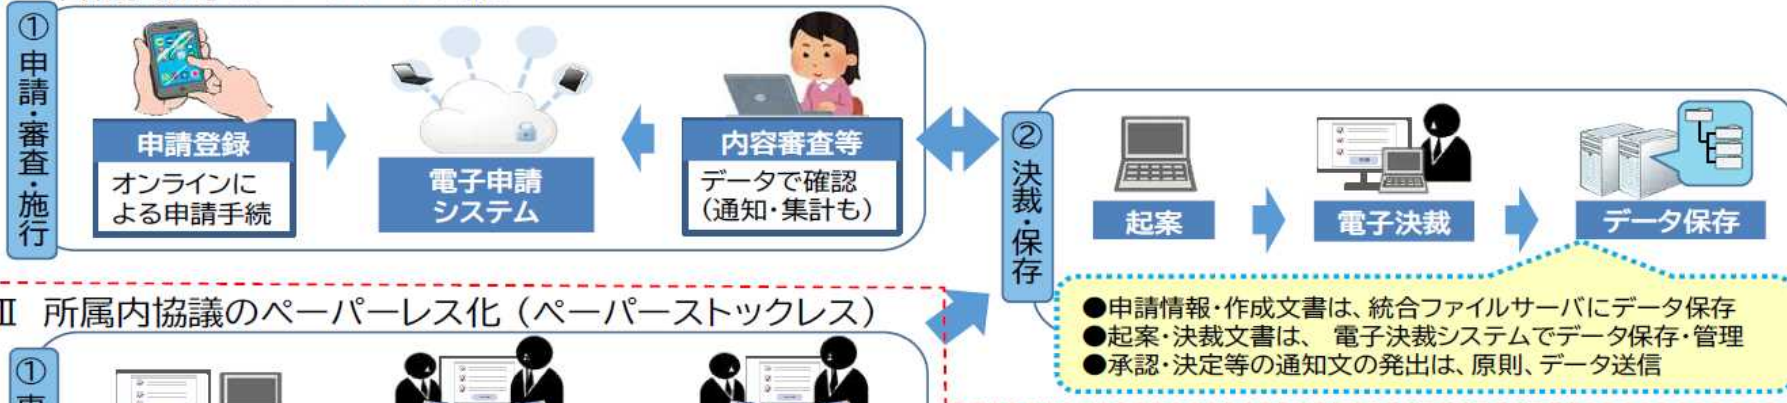 ① 申請・審査・施行
申請登録
オンラインに
よる申請手続
電子申請
システム
内容審査等
データで確認
（通知・集計も）
② 決裁・保存
起案
電子決裁
データ保存
●申請情報・作成文書は、統合ファイルサーバにデータ保存
●起案・決裁文書は、 電子決裁システムでデータ保存・管理
●承認・決定等の通知文の発出は、原則、データ送信
Ⅱ 所属内協議のペーパーレス化（ペーパーストックレス）
①